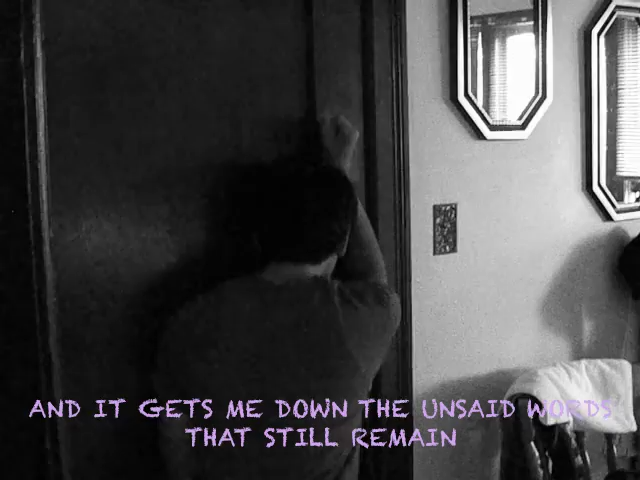 AND IT GETS ME DOWN THE UNSAID WORDS
THAT STILL REMAIN